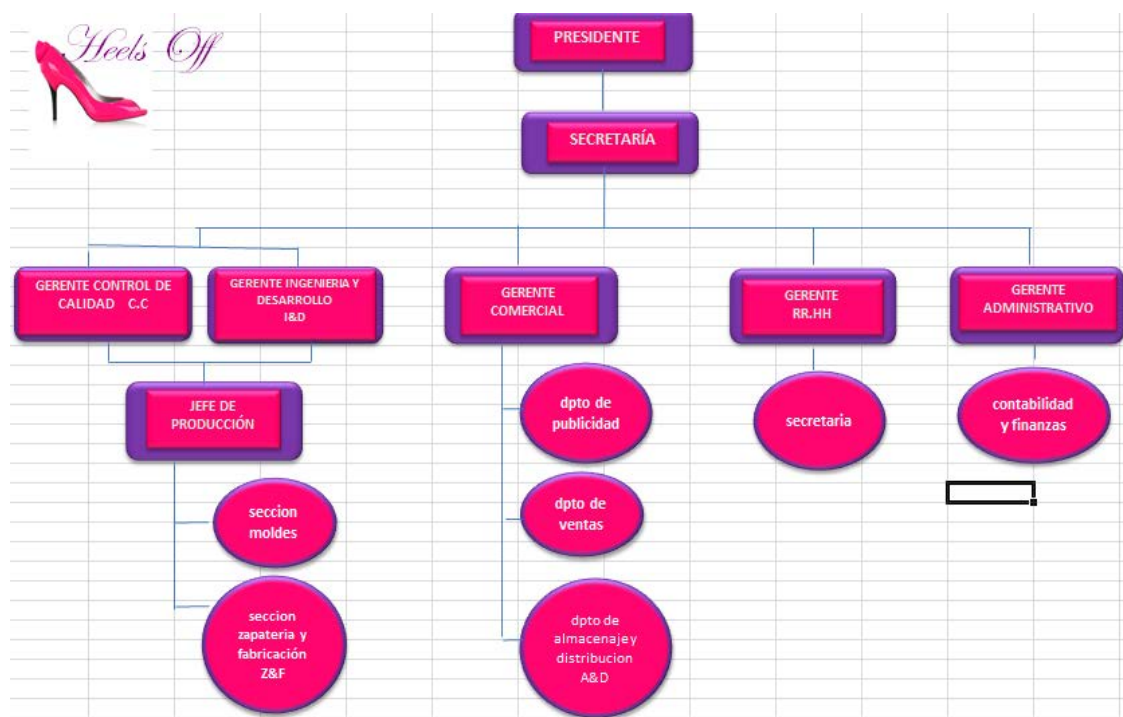 Heels Off
PRESIDENTE
SECRETARÍA
GERENTE CONTROL DE
CALIDAD C.C
GERENTE INGENIERIA Y
DESARROLLO
I&D
GERENTE
COMERCIAL
GERENTE
RR.HH
GERENTE
ADMINISTRATIVO
JEFE DE
PRODUCCIÓN
dpto de
publicidad
secretaria
contabilidad
y finanzas
seccion
moldes
dpto de
ventas
seccion
zapateria y
fabricación
Z&F
dpto de
almacenaje y
distribucion
A&D